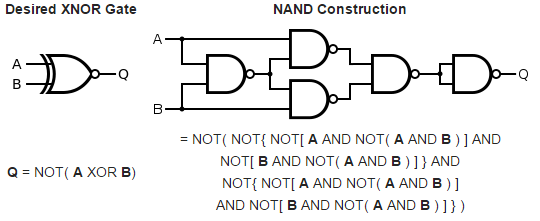 Desired XNOR Gate
NAND Construction
A
B
Q
A
B
Q
Q = NOT( A XOR B)
= NOT( NOT{ NOT[ A AND NOT( A AND B ) ] AND
NOT[ B AND NOT( A AND B ) ] } AND
NOT{ NOT[ A AND NOT( A AND B ) ]
AND NOT[ B AND NOT( A AND B ) ] } )